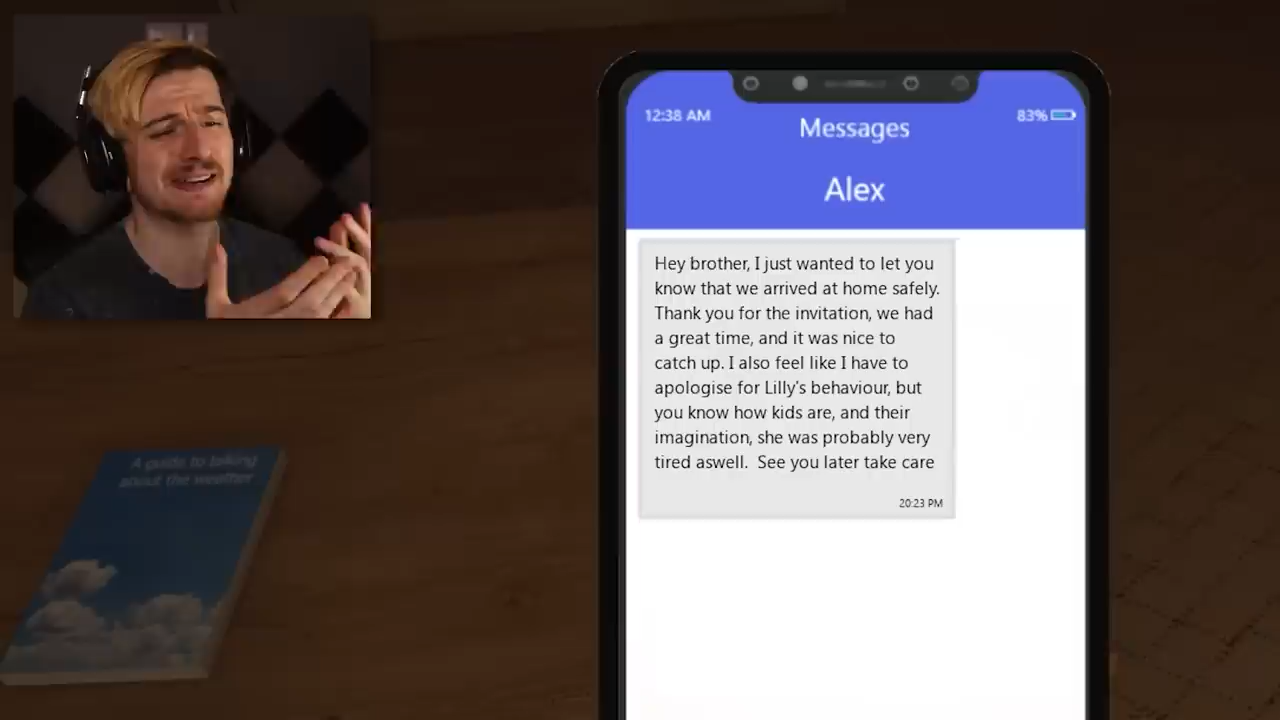 12:38 AM
83%
Messages
Alex
Hey brother, I just wanted to let you
know that we arrived at home safely.
Thank you for the invitation, we had
a great time, and it was nice to
catch up. I also feel like I have to
apologise for Lilly's behaviour, but
you know how kids are, and their
imagination, she was probably very
tired aswell.  See you later take care
20:23 PM
A guide to talking
about the weather